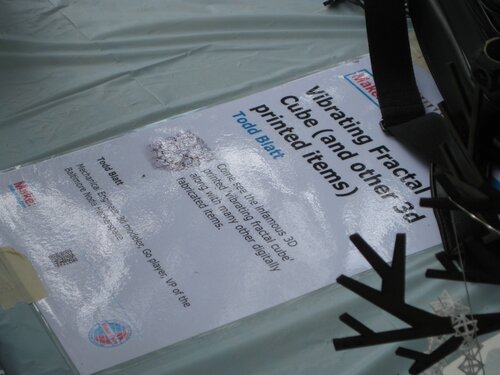 Make:
Vibrating Fractal
Cube (and other 3d
printed items)
Todd Blatt
Come, see the infamous 3D
printed 'vibrating fractal cube'
along with many other digitally
fabricated items.
Todd Blatt
Mechanical Engineer, 3D modeler, Go player, VP of the
Baltimore Node Hackerspace
Make: